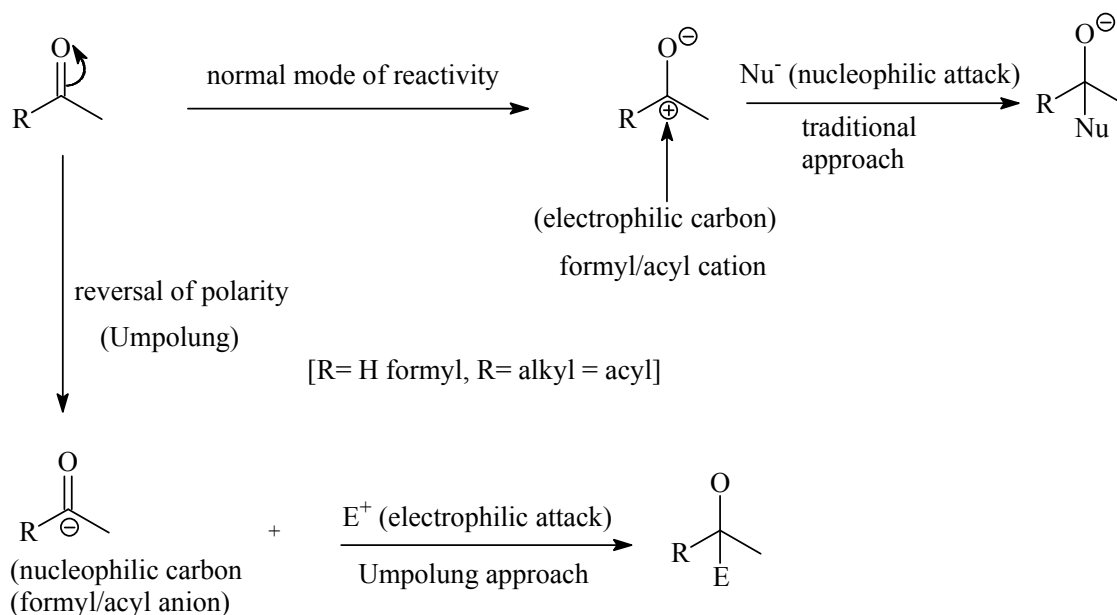 O
R
normal mode of reactivity
O⊖
R
⊕
Nu⁻ (nucleophilic attack)
traditional
approach
O⊖
R
Nu
(electrophilic carbon)
formyl/acyl cation
reversal of polarity
(Umpolung)
[R= H formyl, R= alkyl = acyl]
O
R
⊖
(nucleophilic carbon
(formyl/acyl anion)
+
E⁺ (electrophilic attack)
Umpolung approach
O
R
E